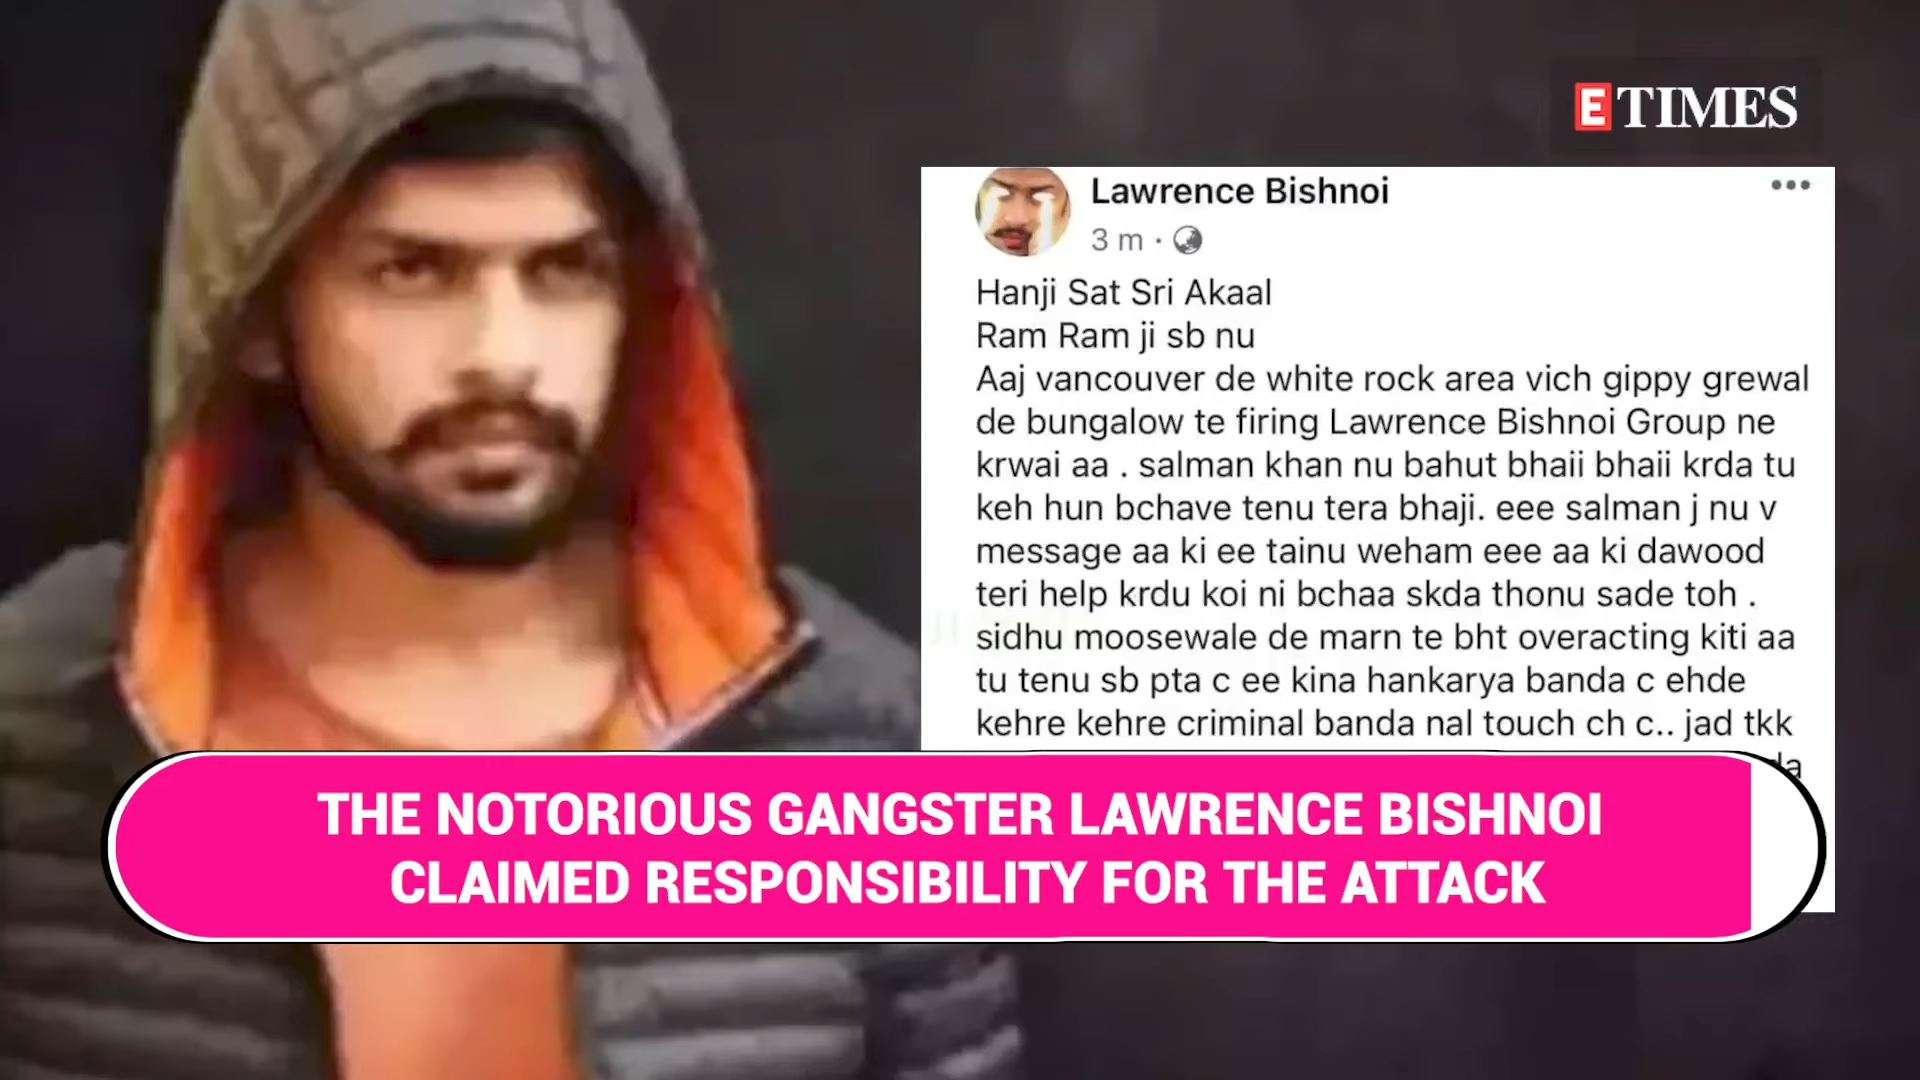 ETIMES
Lawrence Bishnoi
3 m ·
Hanji Sat Sri Akaal
Ram Ram ji sb nu
Aaj vancouver de white rock area vich gippy grewal
de bungalow te firing Lawrence Bishnoi Group ne
krwai aa . salman khan nu bahut bhaii bhaii krda tu
keh hun bchave tenu tera bhaji. eee salman j nu v
message aa ki ee tainu weham eee aa ki dawood
teri help krdu koi ni bchaa skda thonu sade toh .
sidhu moosewale de marn te bht overacting kiti aa
tu tenu sb pta c ee kina hankarya banda c ehde
kehre kehre criminal banda nal touch ch c.. jad tkk
THE NOTORIOUS GANGSTER LAWRENCE BISHNOI
CLAIMED RESPONSIBILITY FOR THE ATTACK